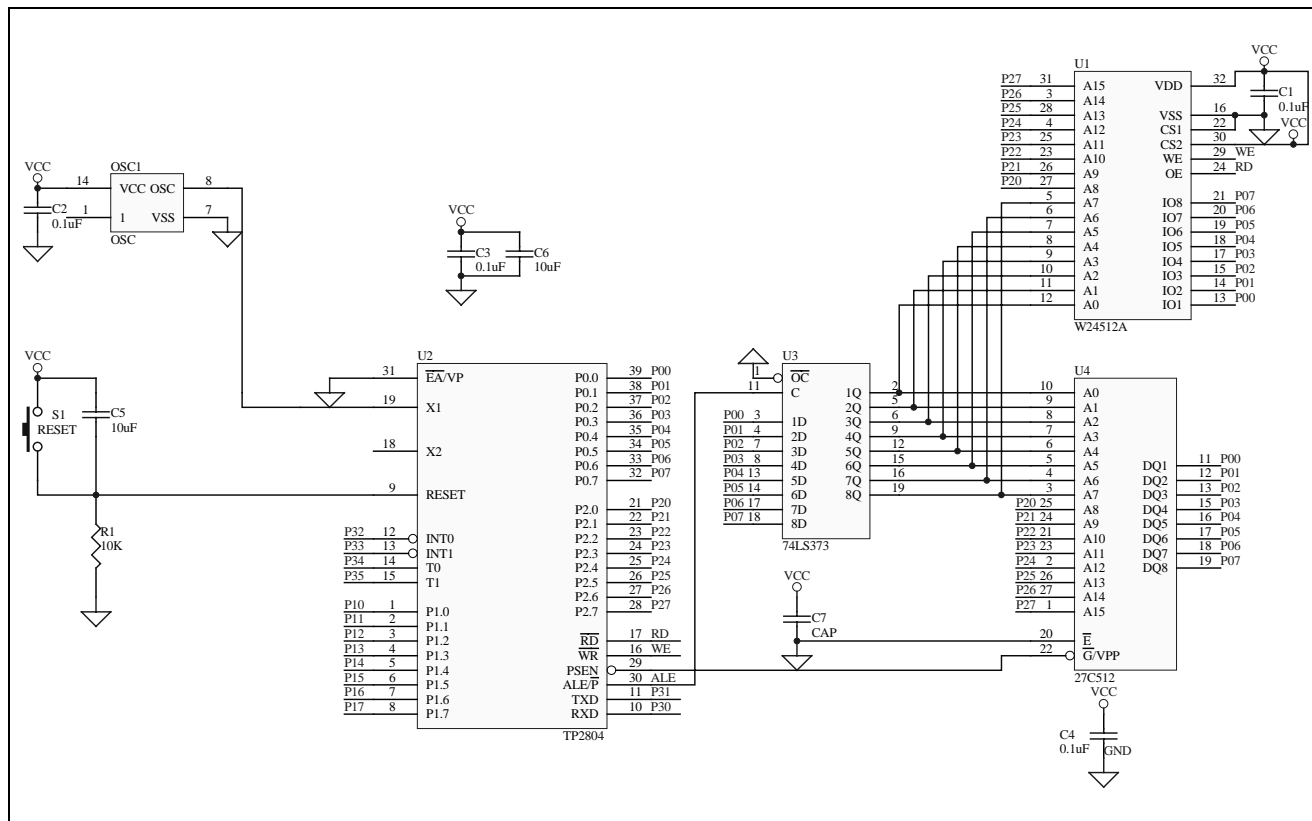 VCC
OSC1
14
VCC OSC
8
C2
0.1uF
1
1
VSS
7
OSC
VCC
C3
0.1uF
C6
10uF
VCC
S1
RESET
C5
10uF
R1
10K
U2
31
EA/VP
19
X1
18
X2
9
RESET
P32 12 INT0
P33 13 INT1
P34 14 T0
P35 15 T1
P10 1 P1.0
P11 2 P1.1
P12 3 P1.2
P13 4 P1.3
P14 5 P1.4
P15 6 P1.5
P16 7 P1.6
P17 8 P1.7
P0.0 39 P00
P0.1 38 P01
P0.2 37 P02
P0.3 36 P03
P0.4 35 P04
P0.5 34 P05
P0.6 33 P06
P0.7 32 P07
P2.0 21 P20
P2.1 22 P21
P2.2 23 P22
P2.3 24 P23
P2.4 25 P24
P2.5 26 P25
P2.6 27 P26
P2.7 28 P27
RD 17 RD
WR 16 WE
PSEN 29
ALE/P 30 ALE
TXD 11 P31
RXD 10 P30
TP2804
U3
1 OC
11 C
P00 3 1D
P01 4 2D
P02 7 3D
P03 8 4D
P04 13 5D
P05 14 6D
P06 17 7D
P07 18 8D
1Q 2
2Q 5
3Q 6
4Q 9
5Q 12
6Q 15
7Q 16
8Q 19
74LS373
VCC
C7
CAP
U1
P27 31 A15
P26 3 A14
P25 28 A13
P24 4 A12
P23 25 A11
P22 23 A10
P21 26 A9
P20 27 A8
5 A7
6 A6
7 A5
8 A4
9 A3
10 A2
11 A1
12 A0
VDD 32
VSS 16
CS1 22
CS2 30
WE 29 WE
OE 24 RD
IO8 21 P07
IO7 20 P06
IO6 19 P05
IO5 18 P04
IO4 17 P03
IO3 15 P02
IO2 14 P01
IO1 13 P00
W24512A
VCC
C1
0.1uF
VCC
U4
10 A0
9 A1
8 A2
7 A3
6 A4
5 A5
4 A6
3 A7
P20 25 A8
P21 24 A9
P22 21 A10
P23 23 A11
P24 2 A12
P25 26 A13
P26 27 A14
P27 1 A15
20 E
22 G/VPP
DQ1 11 P00
DQ2 12 P01
DQ3 13 P02
DQ4 15 P03
DQ5 16 P04
DQ6 17 P05
DQ7 18 P06
DQ8 19 P07
27C512
VCC
C4
0.1uF
GND